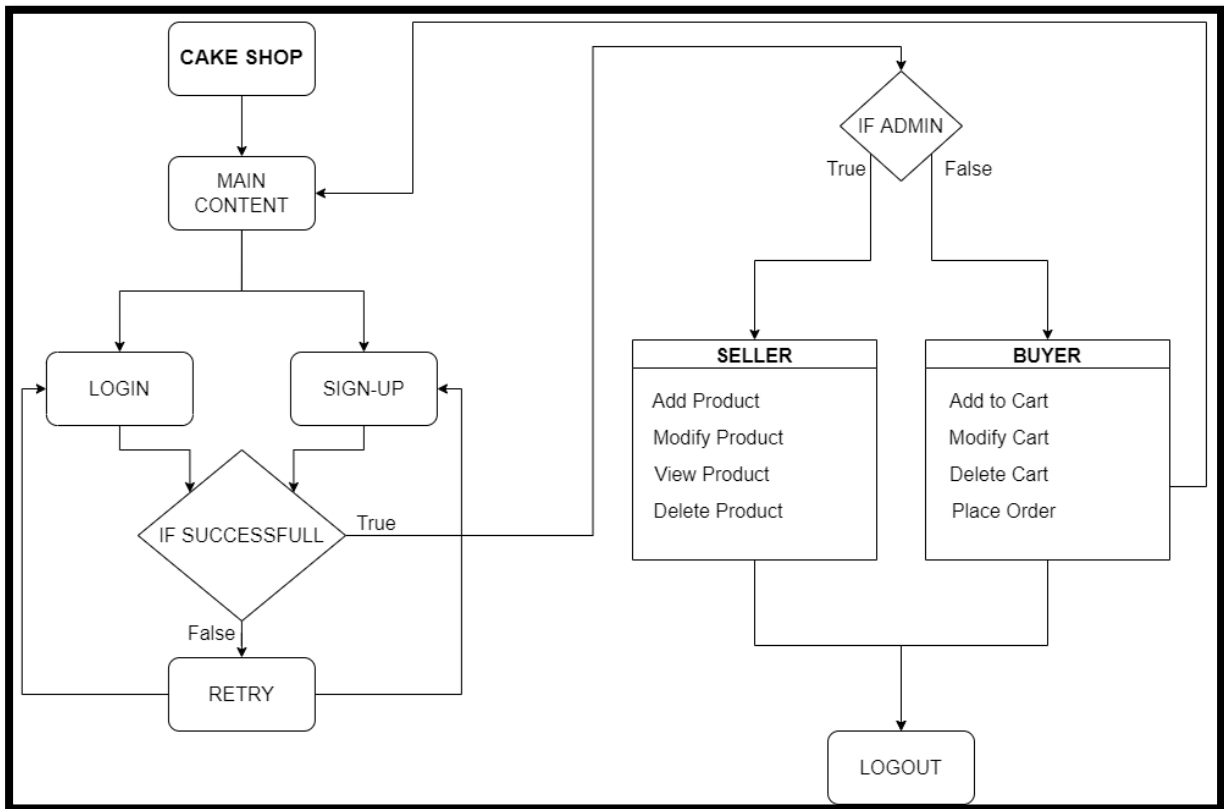 CAKE SHOP
MAIN
CONTENT
LOGIN
SIGN-UP
IF SUCCESSFULL
True
False
RETRY
IF ADMIN
True
False
SELLER
Add Product
Modify Product
View Product
Delete Product
BUYER
Add to Cart
Modify Cart
Delete Cart
Place Order
LOGOUT